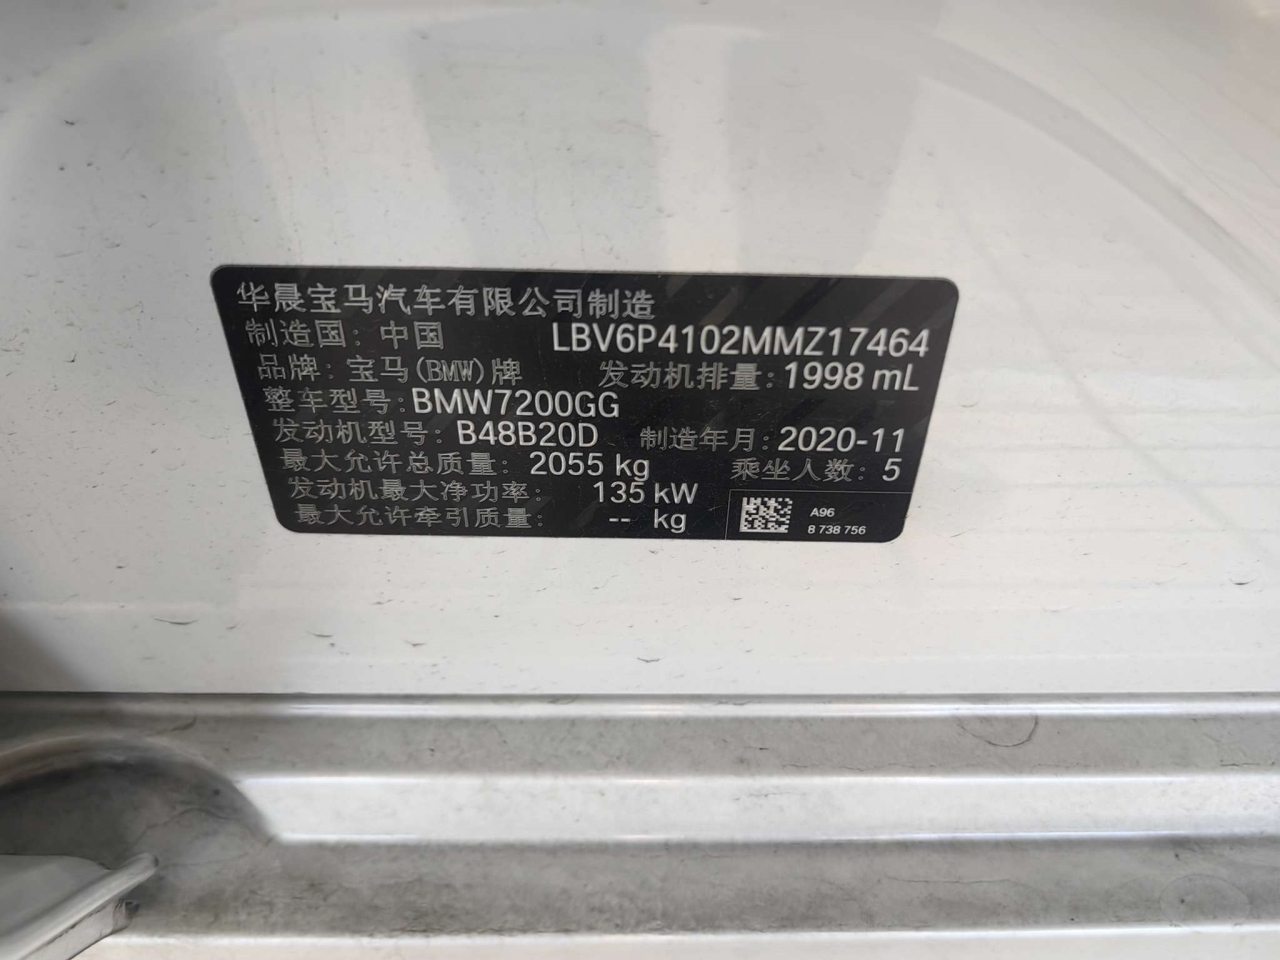 华晨宝马汽车有限公司制造
制造国：中国 LBV6P4102MMZ17464
品牌：宝马(BMW)牌 发动机排量：1998 mL
整车型号：BMW7200GG
发动机型号：B48B20D 制造年月：2020-11
最大允许总质量：2055 kg 乘坐人数：5
发动机最大净功率：135 kW
最大允许牵引质量：-- kg
A96
8 738 756